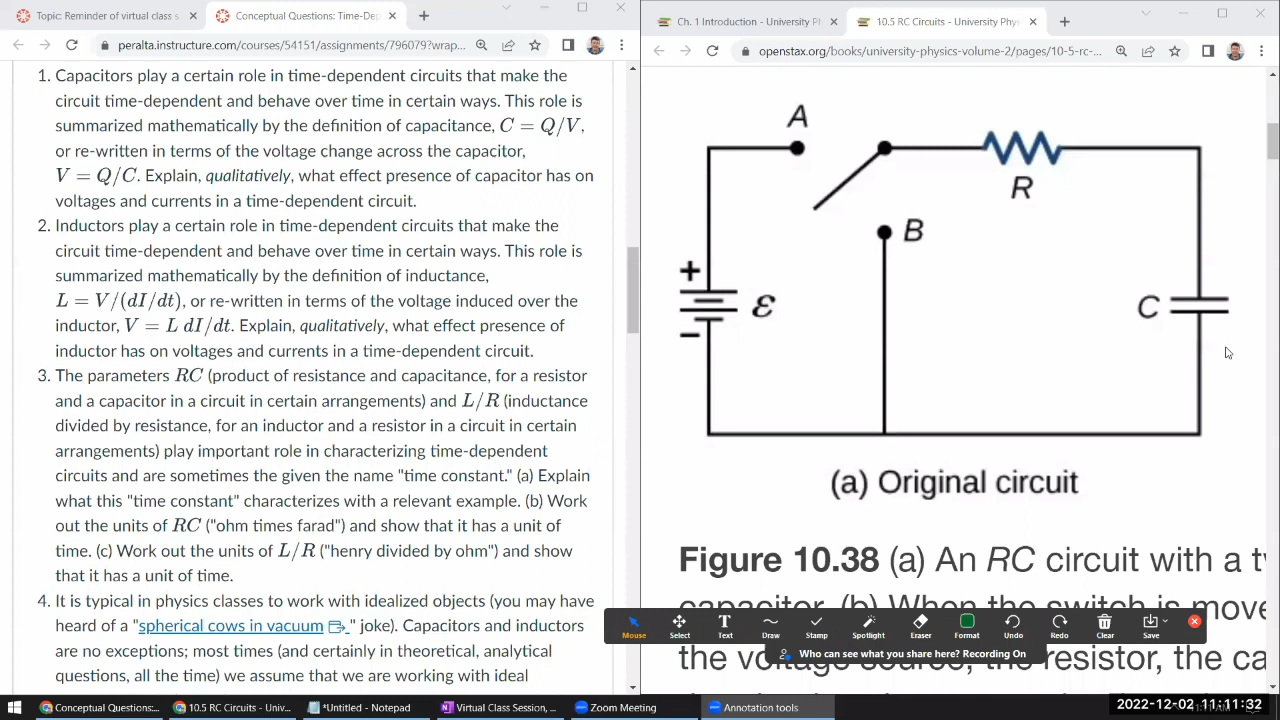 Topic: Reminder of virtual class s
Conceptual Questions: Time-De
Ch. 1 Introduction - University Phy
10.5 RC Circuits - University Phys
peralta.instructure.com/courses/54151/assignments/796079?wrap...
openstax.org/books/university-physics-volume-2/pages/10-5-rc-...
1. Capacitors play a certain role in time-dependent circuits that make the
circuit time-dependent and behave over time in certain ways. This role is
summarized mathematically by the definition of capacitance, C = Q/V,
or re-written in terms of the voltage change across the capacitor,
V = Q/C. Explain, qualitatively, what effect presence of capacitor has on
voltages and currents in a time-dependent circuit.
2. Inductors play a certain role in time-dependent circuits that make the
circuit time-dependent and behave over time in certain ways. This role is
summarized mathematically by the definition of inductance,
L = V/(dI/dt), or re-written in terms of the voltage induced over the
inductor, V = L dI/dt. Explain, qualitatively, what effect presence of
inductor has on voltages and currents in a time-dependent circuit.
3. The parameters RC (product of resistance and capacitance, for a resistor
and a capacitor in a circuit in certain arrangements) and L/R (inductance
divided by resistance, for an inductor and a resistor in a circuit in certain
arrangements) play important role in characterizing time-dependent
circuits and are sometimes the given the name "time constant." (a) Explain
what this "time constant" characterizes with a relevant example. (b) Work
out the units of RC ("ohm times farad") and show that it has a unit of
time. (c) Work out the units of L/R ("henry divided by ohm") and show
that it has a unit of time.
4. It is typical in physics classes to work with idealized objects (you may have
heard of a "spherical cows in vacuum " joke). Capacitors and inductors
are no exceptions; most times (and certainly in theoretical, analytical
questions, all the time) we assume that we are working with ideal
A
R
B
+
ε
−
C
(a) Original circuit
Figure 10.38 (a) An RC circuit with a tw
capacitor. (b) When the switch is move
the voltage source, the resistor, the ca
Mouse Select Text Draw Stamp Spotlight Eraser Format Undo Redo Clear Save
Who can see what you share here? Recording On
Conceptual Questions:... 10.5 RC Circuits - Univ... *Untitled - Notepad Virtual Class Session, ... Zoom Meeting Annotation tools
2022-12-02 11:11:32